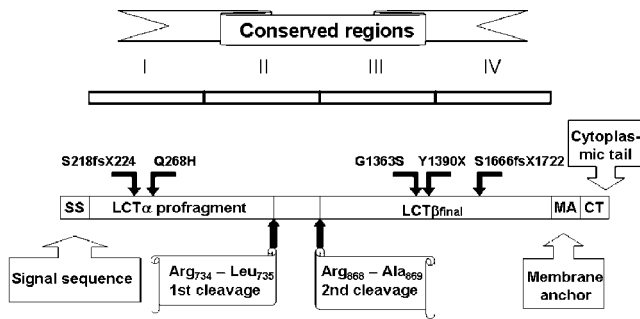 Conserved regions
I II III IV
Cytoplas-
mic tail
S218fsX224 Q268H G1363S Y1390X S1666fsX1722
SS LCTα profragment LCTβfinal MA CT
Signal sequence
Arg734 – Leu735
1st cleavage
Arg868 – Ala869
2nd cleavage
Membrane
anchor